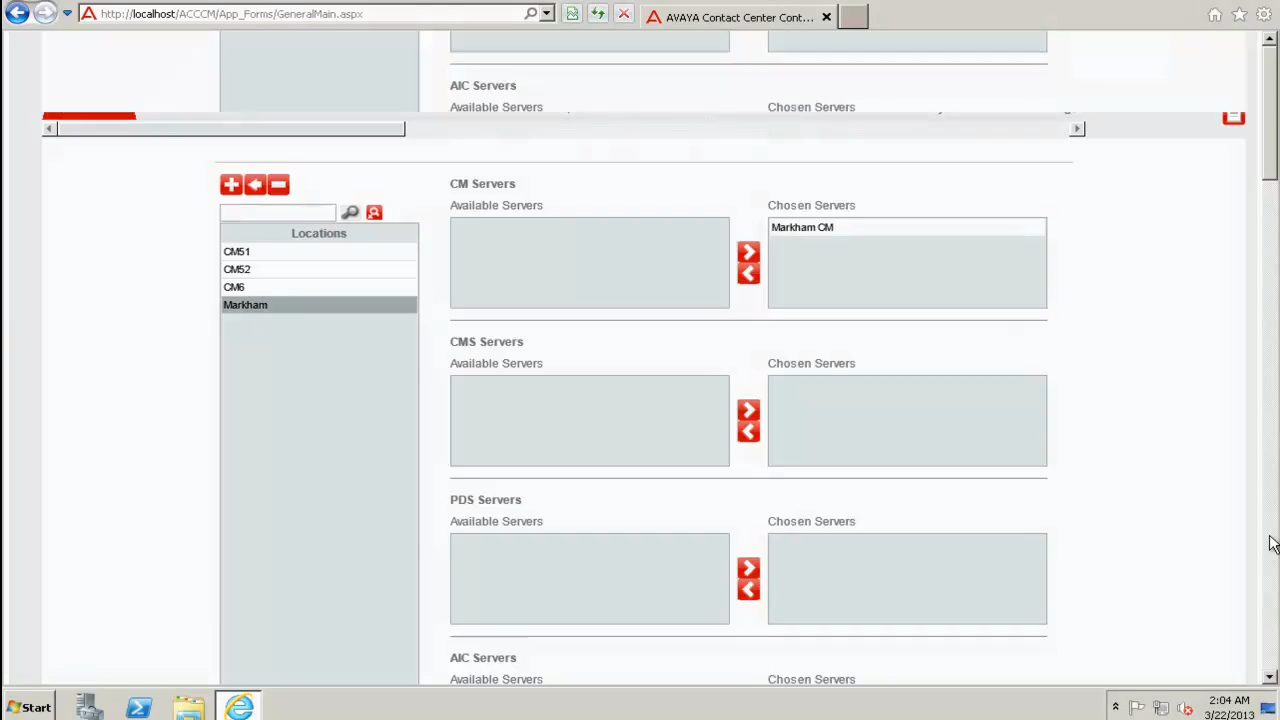 http://localhost/ACCCM/App_Forms/GeneralMain.aspx
AVAYA Contact Center Cont...
AIC Servers
Available Servers
Chosen Servers
CM Servers
Available Servers
Chosen Servers
Markham CM
Locations
CM51
CM52
CM6
Markham
CMS Servers
Available Servers
Chosen Servers
PDS Servers
Available Servers
Chosen Servers
AIC Servers
Available Servers
Chosen Servers
Start
2:04 AM
3/22/2013